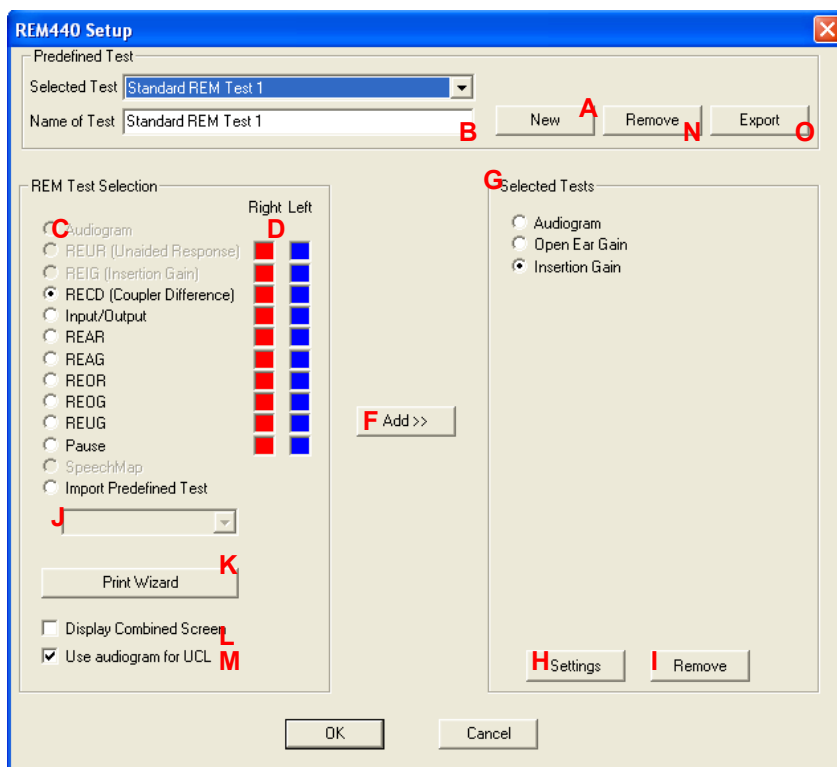 REM440 Setup
Predefined Test
Selected Test Standard REM Test 1
Name of Test Standard REM Test 1 B New A Remove N Export O
REM Test Selection
Right Left
C Audiogram D
REUR (Unaided Response)
REIG (Insertion Gain)
RECD (Coupler Difference)
Input/Output
REAR
REAG
REOR
REOG
REUG
Pause
SpeechMap
Import Predefined Test
J
K
Print Wizard
Display Combined Screen L
Use audiogram for UCL M
F Add >>
G Selected Tests
Audiogram
Open Ear Gain
Insertion Gain
H Settings I Remove
OK Cancel